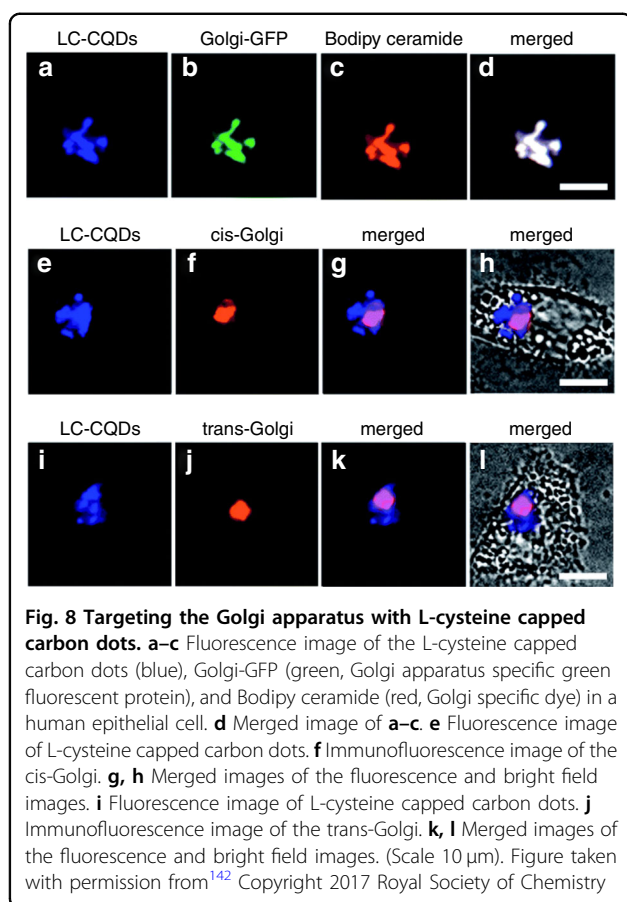 LC-CQDs Golgi-GFP Bodipy ceramide merged
a b c d
LC-CQDs cis-Golgi merged merged
e f g h
LC-CQDs trans-Golgi merged merged
i j k l
Fig. 8 Targeting the Golgi apparatus with L-cysteine capped
carbon dots. a–c Fluorescence image of the L-cysteine capped
carbon dots (blue), Golgi-GFP (green, Golgi apparatus specific green
fluorescent protein), and Bodipy ceramide (red, Golgi specific dye) in a
human epithelial cell. d Merged image of a–c. e Fluorescence image
of L-cysteine capped carbon dots. f Immunofluorescence image of the
cis-Golgi. g, h Merged images of the fluorescence and bright field
images. i Fluorescence image of L-cysteine capped carbon dots. j
Immunofluorescence image of the trans-Golgi. k, l Merged images of
the fluorescence and bright field images. (Scale 10 μm). Figure taken
with permission from142 Copyright 2017 Royal Society of Chemistry